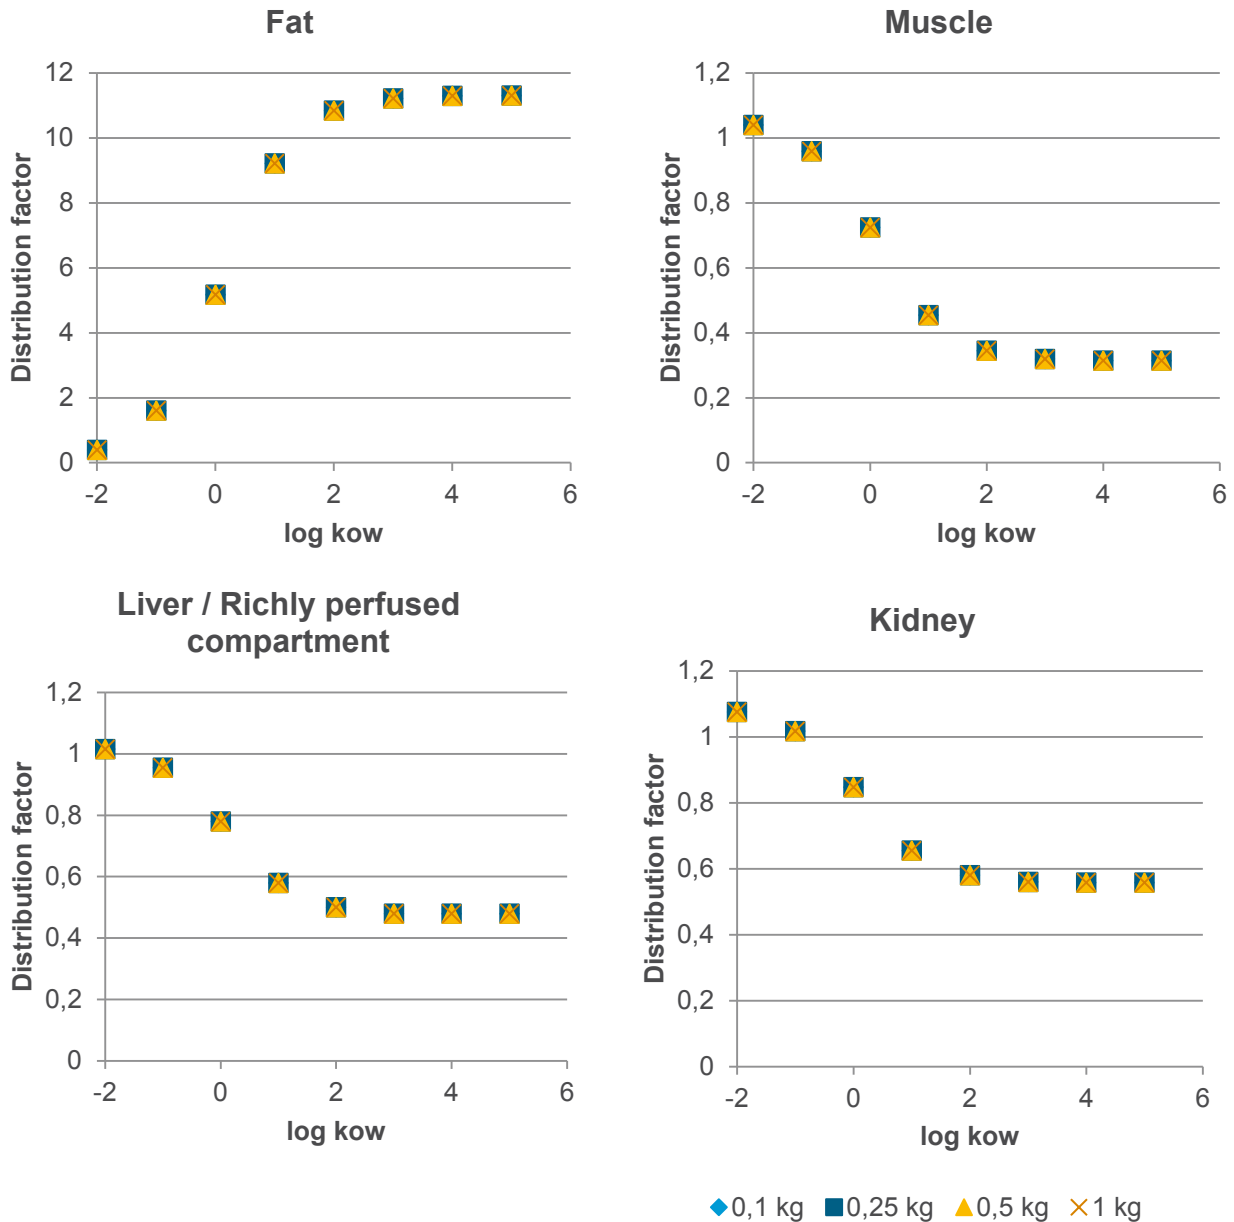 Fat
12
10
8
6
4
2
0
-2 0 2 4 6
Distribution factor
log kow
Muscle
1,2
1
0,8
0,6
0,4
0,2
0
-2 0 2 4 6
Distribution factor
log kow
Liver / Richly perfused
compartment
1,2
1
0,8
0,6
0,4
0,2
0
-2 0 2 4 6
Distribution factor
log kow
Kidney
1,2
1
0,8
0,6
0,4
0,2
0
-2 0 2 4 6
Distribution factor
log kow
0,1 kg 0,25 kg 0,5 kg 1 kg